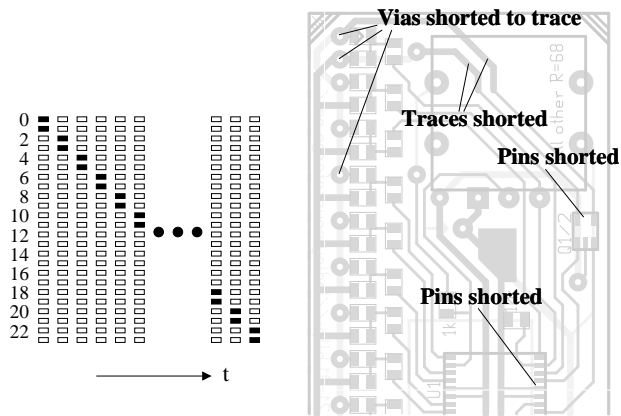 0
2
4
6
8
10
12
14
16
18
20
22
t
Vias shorted to trace
Traces shorted
Pins shorted
Pins shorted
other R=68
Q1/2
1k
U1